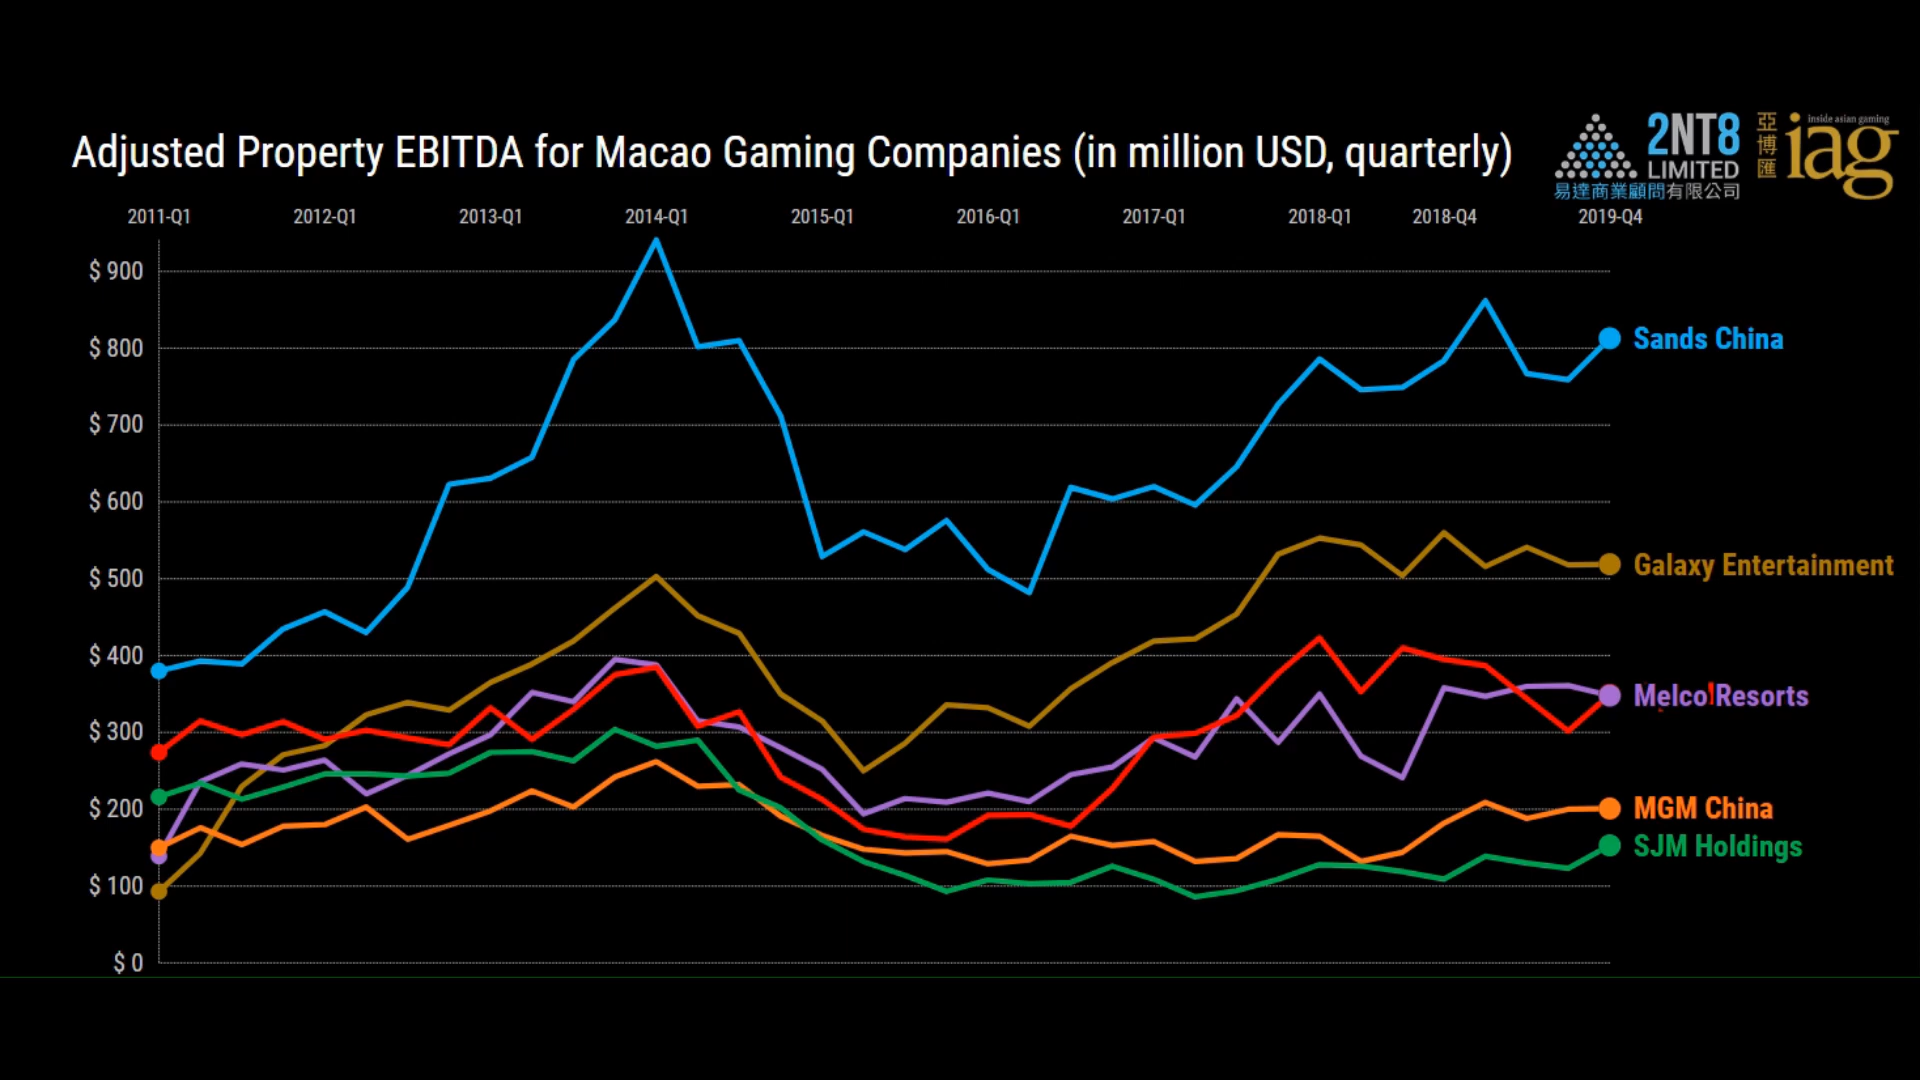 Adjusted Property EBITDA for Macao Gaming Companies (in million USD, quarterly)
2NT8
LIMITED
易達商業顧問有限公司
亞博匯
inside asian gaming
iag
2011-Q1 2012-Q1 2013-Q1 2014-Q1 2015-Q1 2016-Q1 2017-Q1 2018-Q1 2018-Q4 2019-Q4
$ 900
$ 800
$ 700
$ 600
$ 500
$ 400
$ 300
$ 200
$ 100
$ 0
Sands China
Galaxy Entertainment
Melco Resorts
MGM China
SJM Holdings